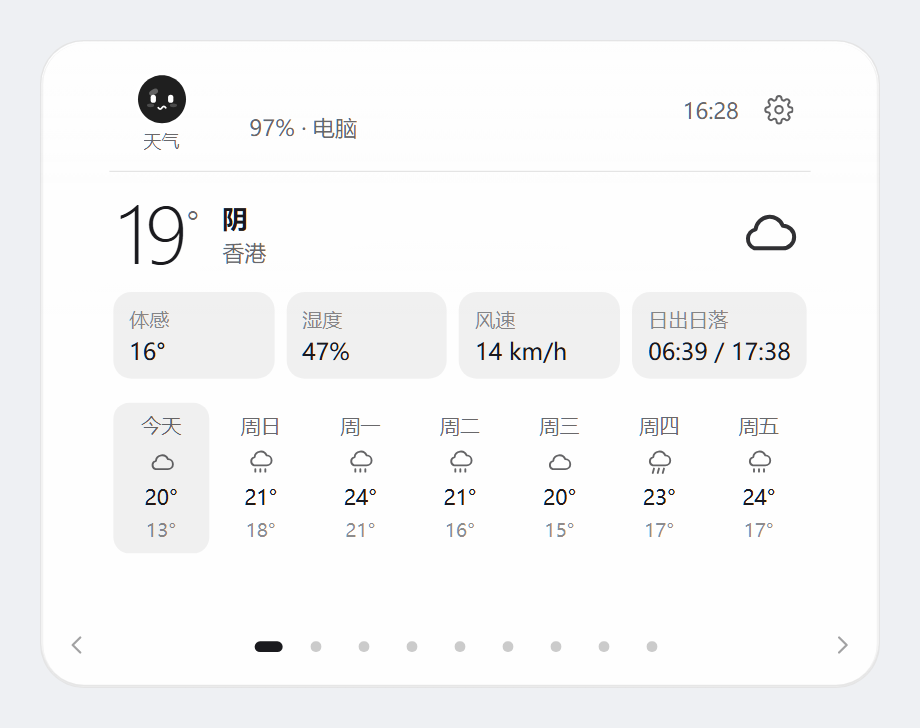 天气
97% · 电脑
16:28
19°
阴
香港
体感
16°
湿度
47%
风速
14 km/h
日出日落
06:39 / 17:38
今天 周日 周一 周二 周三 周四 周五
20° 21° 24° 21° 20° 23° 24°
13° 18° 21° 16° 15° 17° 17°